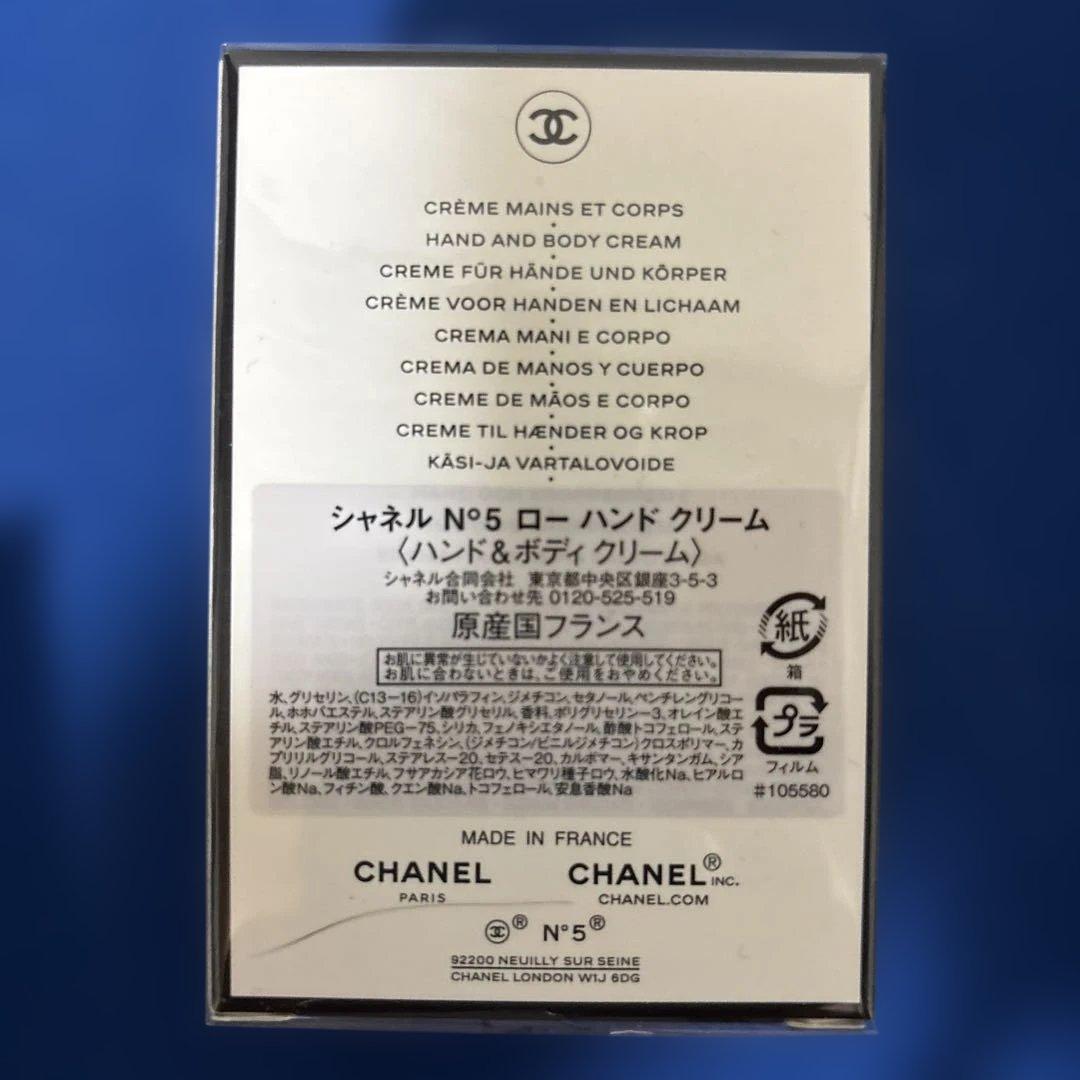 CRÈME MAINS ET CORPS
HAND AND BODY CREAM
CREME FÜR HÄNDE UND KÖRPER
CRÈME VOOR HANDEN EN LICHAAM
CREMA MANI E CORPO
CREMA DE MANOS Y CUERPO
CREME DE MÃOS E CORPO
CREME TIL HÆNDER OG KROP
KÄSI-JA VARTALOVOIDE
シャネル N°5 ロー ハンド クリーム
〈ハンド&ボディ クリーム〉
シャネル合同会社 東京都中央区銀座3-5-3
お問い合わせ先 0120-525-519
原産国フランス
お肌に異常が生じていないかよく注意して使用してください。
お肌に合わないときは、ご使用をおやめください。
水、グリセリン、(C13-16)イソパラフィン、ジメチコン、セタノール、ペンチレングリコー
ル、ホホバエステル、ステアリン酸グリセリル、香料、ポリグリセリン-3、オレイン酸エ
チル、ステアリン酸PEG-75、シリカ、フェノキシエタノール、酢酸トコフェロール、ステ
アリン酸エチル、クロルフェネシン、(ジメチコン/ビニルジメチコン)クロスポリマー、カ
プリリルグリコール、ステアレス-20、セテス-20、カルボマー、キサンタンガム、シア
脂、リノール酸エチル、フサアカシア花ロウ、ヒマワリ種子ロウ、水酸化Na、ヒアルロ
ン酸Na、フィチン酸、クエン酸Na、トコフェロール、安息香酸Na
紙
箱
プラ
フィルム
#105580
MADE IN FRANCE
CHANEL
PARIS
CHANEL® INC.
CHANEL.COM
® N°5®
92200 NEUILLY SUR SEINE
CHANEL LONDON W1J 6DG